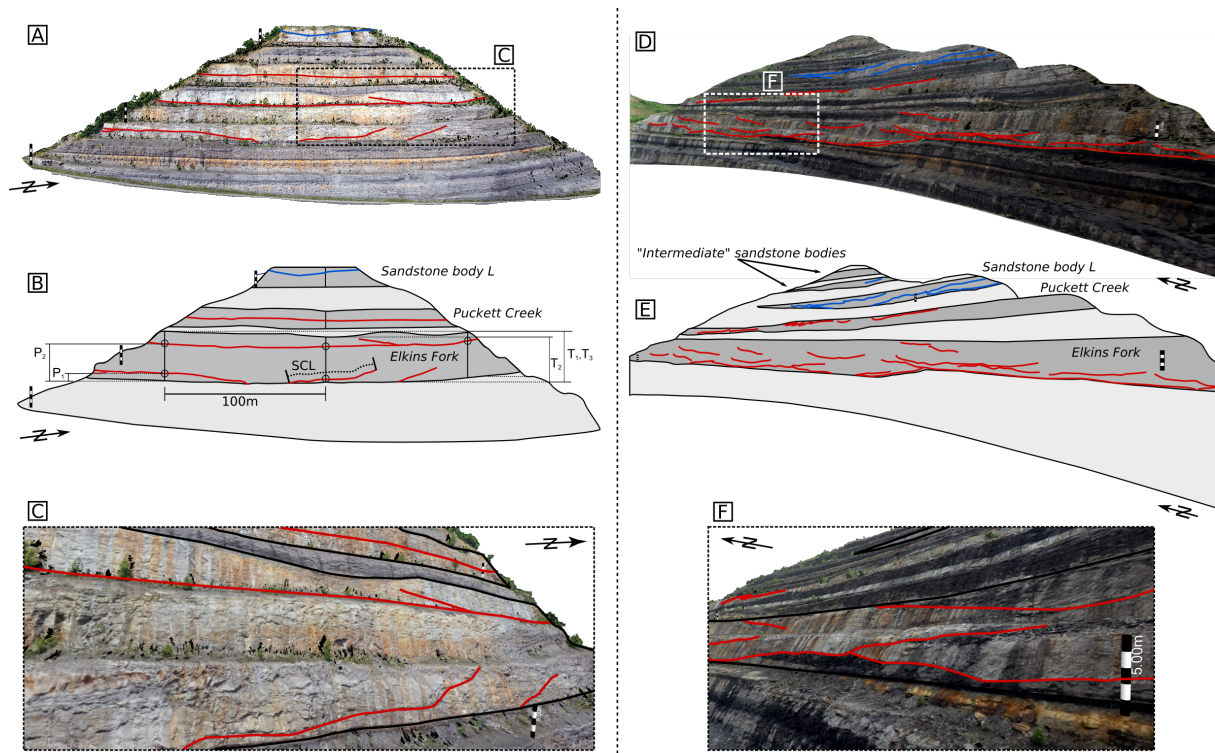 A
C
Z
B
Sandstone body L
Puckett Creek
Elkins Fork
SCL
P₂
P₁
T₁,T₃
T₂
100m
Z
C
Z
D
F
Z
"Intermediate" sandstone bodies
Sandstone body L
Puckett Creek
E
Elkins Fork
Z
F
Z
5.00m